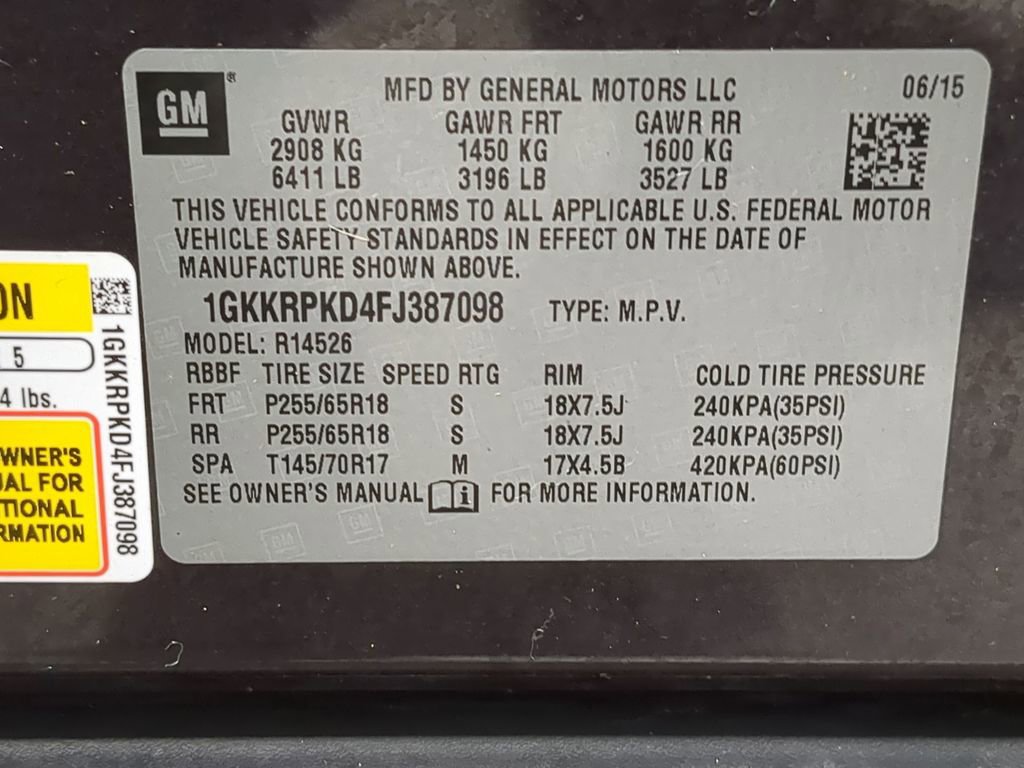 GM ®
MFD BY GENERAL MOTORS LLC 06/15
GVWR GAWR FRT GAWR RR
2908 KG 1450 KG 1600 KG
6411 LB 3196 LB 3527 LB
THIS VEHICLE CONFORMS TO ALL APPLICABLE U.S. FEDERAL MOTOR
VEHICLE SAFETY STANDARDS IN EFFECT ON THE DATE OF
MANUFACTURE SHOWN ABOVE.
1GKKRPKD4FJ387098 TYPE: M.P.V.
MODEL: R14526
RBBF TIRE SIZE SPEED RTG RIM COLD TIRE PRESSURE
FRT P255/65R18 S 18X7.5J 240KPA(35PSI)
RR P255/65R18 S 18X7.5J 240KPA(35PSI)
SPA T145/70R17 M 17X4.5B 420KPA(60PSI)
SEE OWNER'S MANUAL i FOR MORE INFORMATION.
ON
5
4 lbs.
WNER'S
UAL FOR
TIONAL
RMATION
1GKKRPKD4FJ387098